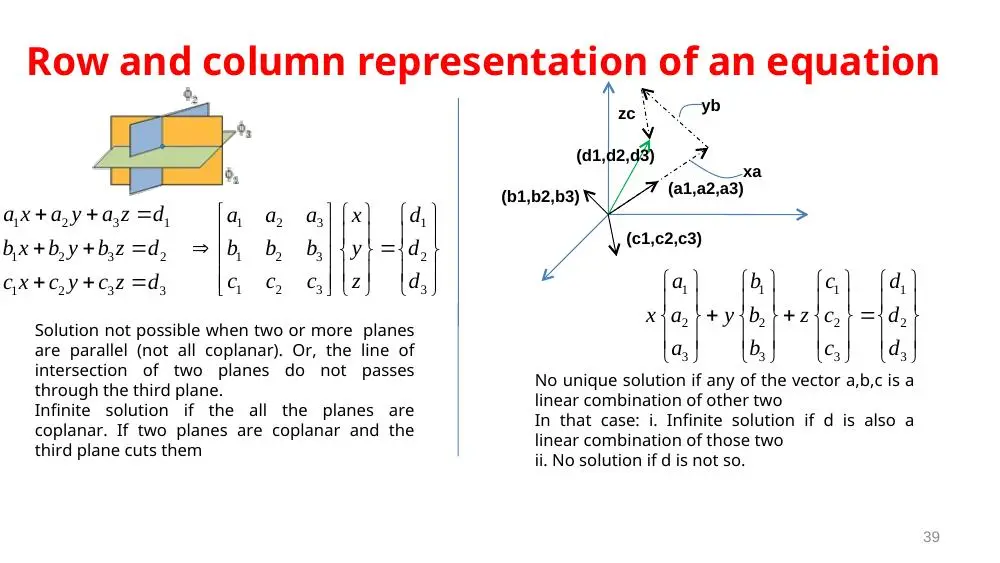 Row and column representation of an equation
ϕ₂
ϕ₃
ϕ₁
a₁x + a₂y + a₃z = d₁
b₁x + b₂y + b₃z = d₂
c₁x + c₂y + c₃z = d₃
⇒
[a₁ a₂ a₃] {x} = {d₁}
[b₁ b₂ b₃] {y} = {d₂}
[c₁ c₂ c₃] {z} = {d₃}
Solution not possible when two or more planes
are parallel (not all coplanar). Or, the line of
intersection of two planes do not passes
through the third plane.
Infinite solution if the all the planes are
coplanar. If two planes are coplanar and the
third plane cuts them
zc
yb
(d1,d2,d3)
xa
(a1,a2,a3)
(b1,b2,b3)
(c1,c2,c3)
x {a₁ a₂ a₃} + y {b₁ b₂ b₃} + z {c₁ c₂ c₃} = {d₁ d₂ d₃}
No unique solution if any of the vector a,b,c is a
linear combination of other two
In that case: i. Infinite solution if d is also a
linear combination of those two
ii. No solution if d is not so.
39